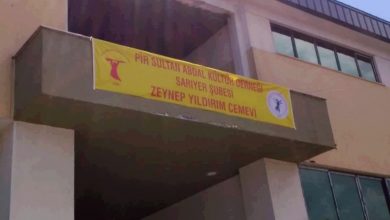 PİR SULTAN ABDAL KÜLTÜR DERNEĞİ
SARIYER ŞUBESİ
ZEYNEP YILDIRIM CEMEVİ